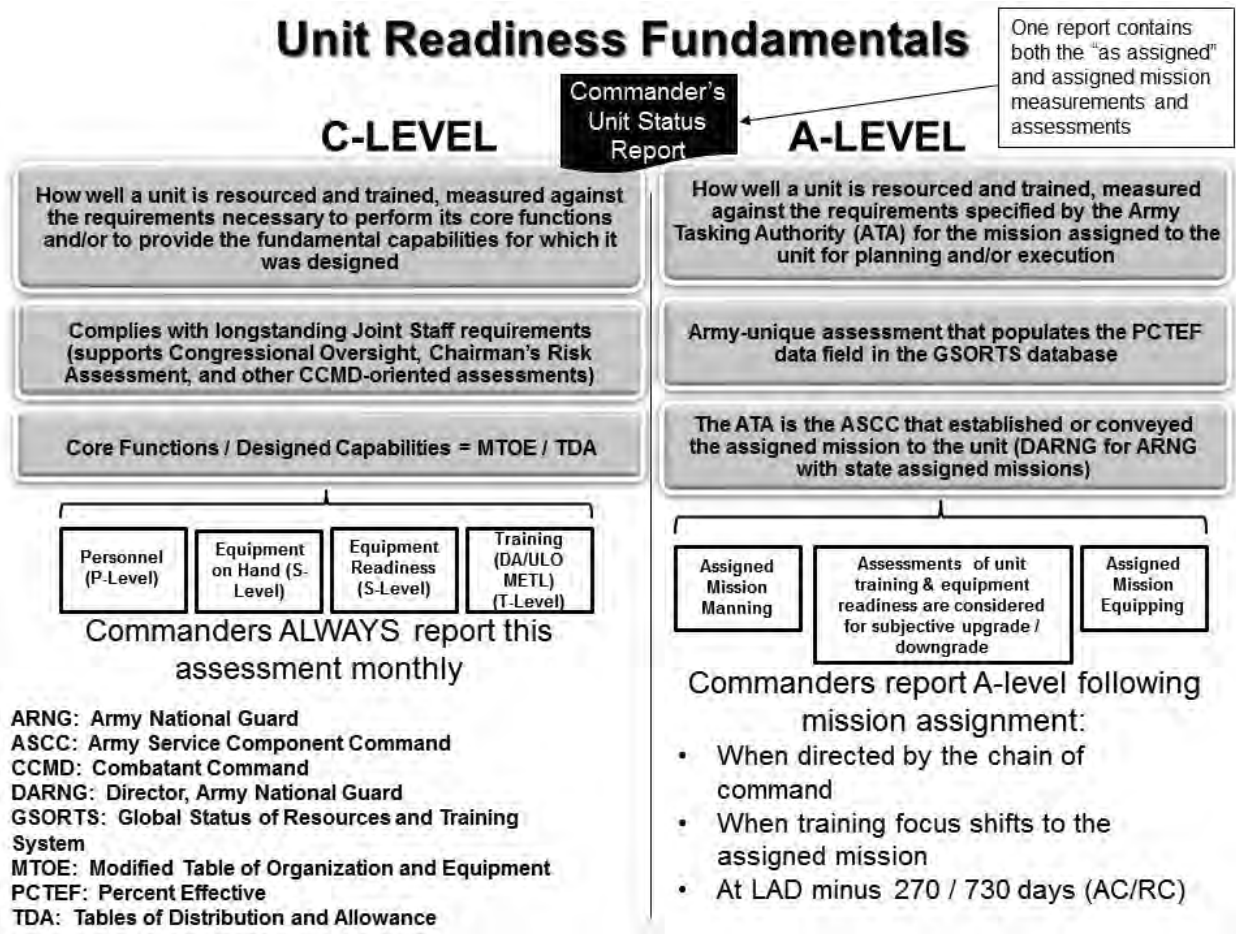 Unit Readiness Fundamentals
One report contains
both the "as assigned"
and assigned mission
measurements and
assessments
Commander's
Unit Status
Report
C-LEVEL
How well a unit is resourced and trained, measured against
the requirements necessary to perform its core functions
and/or to provide the fundamental capabilities for which it
was designed
Complies with longstanding Joint Staff requirements
(supports Congressional Oversight, Chairman's Risk
Assessment, and other CCMD-oriented assessments)
Core Functions / Designed Capabilities = MTOE / TDA
Personnel
(P-Level)
Equipment
on Hand (S-
Level)
Equipment
Readiness
(S-Level)
Training
(DA/ULO
METL)
(T-Level)
Commanders ALWAYS report this
assessment monthly
ARNG: Army National Guard
ASCC: Army Service Component Command
CCMD: Combatant Command
DARNG: Director, Army National Guard
GSORTS: Global Status of Resources and Training
System
MTOE: Modified Table of Organization and Equipment
PCTEF: Percent Effective
TDA: Tables of Distribution and Allowance
A-LEVEL
How well a unit is resourced and trained, measured
against the requirements specified by the Army
Tasking Authority (ATA) for the mission assigned to the
unit for planning and/or execution
Army-unique assessment that populates the PCTEF
data field in the GSORTS database
The ATA is the ASCC that established or conveyed
the assigned mission to the unit (DARNG for ARNG
with state assigned missions)
Assigned
Mission
Manning
Assessments of unit
training & equipment
readiness are considered
for subjective upgrade /
downgrade
Assigned
Mission
Equipping
Commanders report A-level following
mission assignment:
• When directed by the chain of
command
• When training focus shifts to the
assigned mission
• At LAD minus 270 / 730 days (AC/RC)